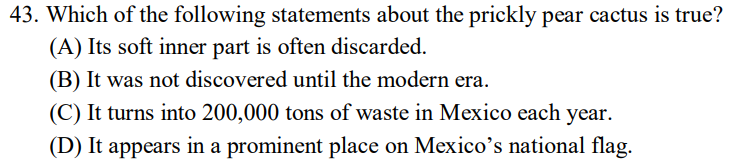 43. Which of the following statements about the prickly pear cactus is true?
(A) Its soft inner part is often discarded.
(B) It was not discovered until the modern era.
(C) It turns into 200,000 tons of waste in Mexico each year.
(D) It appears in a prominent place on Mexico’s national flag.